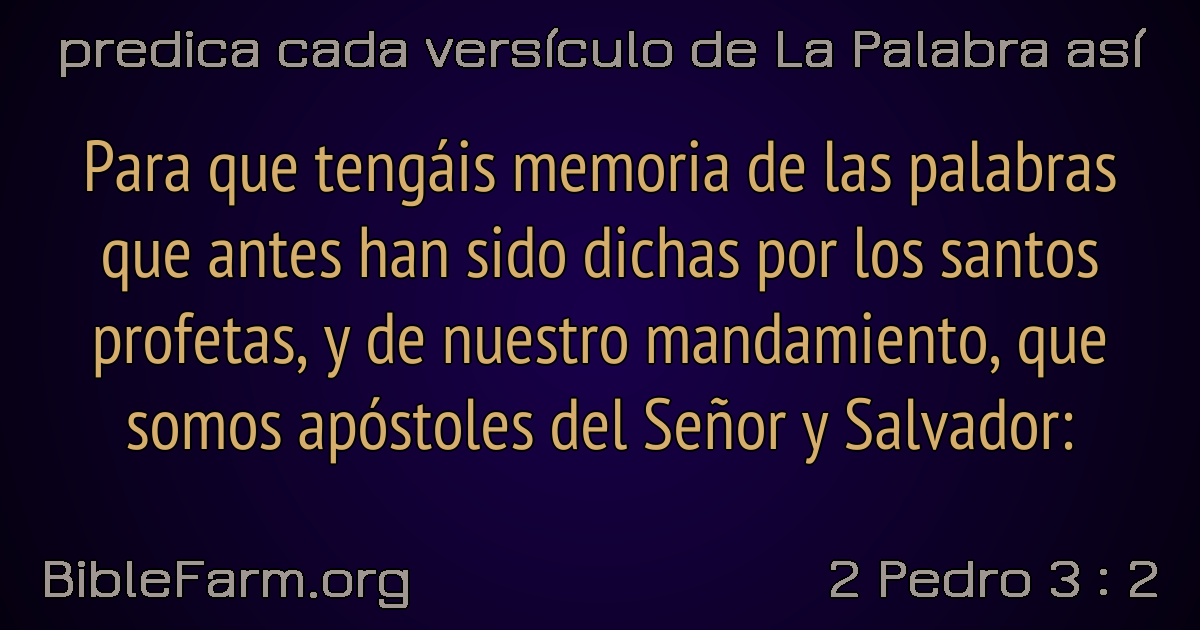 predica cada versículo de La Palabra así
Para que tengáis memoria de las palabras
que antes han sido dichas por los santos
profetas, y de nuestro mandamiento, que
somos apóstoles del Señor y Salvador:
BibleFarm.org
2 Pedro 3 : 2